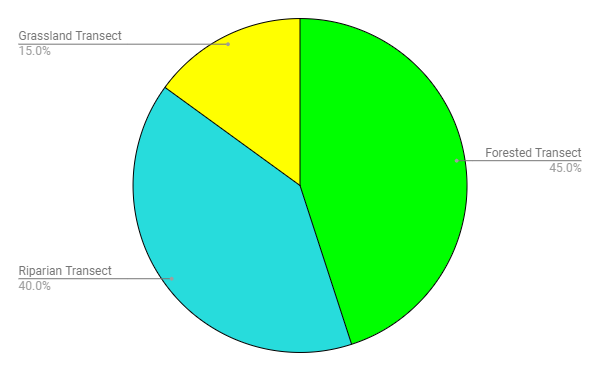 Grassland Transect
15.0%
Forested Transect
45.0%
Riparian Transect
40.0%